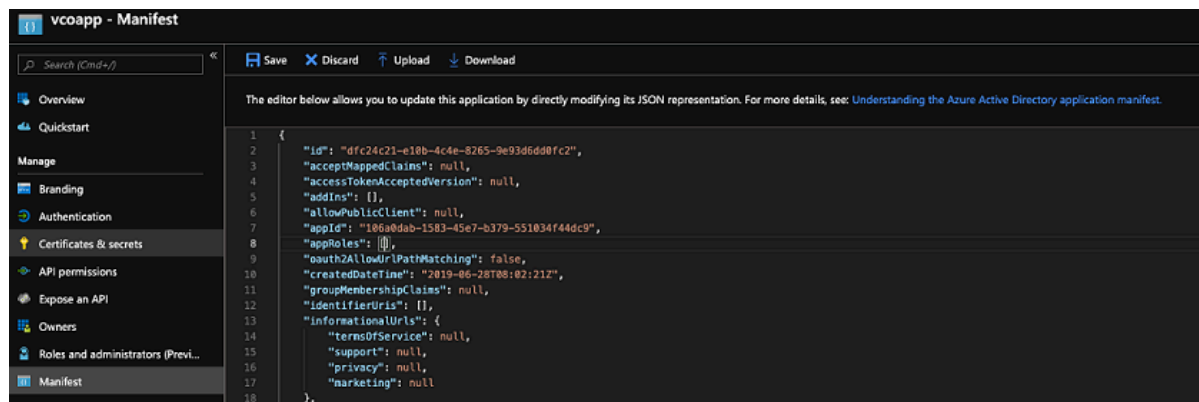 vcoapp - Manifest
Search (Cmd+/)
«
Save Discard Upload Download
Overview
Quickstart
Manage
Branding
Authentication
Certificates & secrets
API permissions
Expose an API
Owners
Roles and administrators (Previ...
Manifest
The editor below allows you to update this application by directly modifying its JSON representation. For more details, see: Understanding the Azure Active Directory application manifest.
1 {
2 "id": "dfc24c21-e10b-4c4e-8265-9e93d6dd0fc2",
3 "acceptMappedClaims": null,
4 "accessTokenAcceptedVersion": null,
5 "addIns": [],
6 "allowPublicClient": null,
7 "appId": "106a0dab-1583-45e7-b379-551034f44dc9",
8 "appRoles": [],
9 "oauth2AllowUrlPathMatching": false,
10 "createdDateTime": "2019-06-28T08:02:21Z",
11 "groupMembershipClaims": null,
12 "identifierUris": [],
13 "informationalUrls": {
14 "termsOfService": null,
15 "support": null,
16 "privacy": null,
17 "marketing": null
18 },